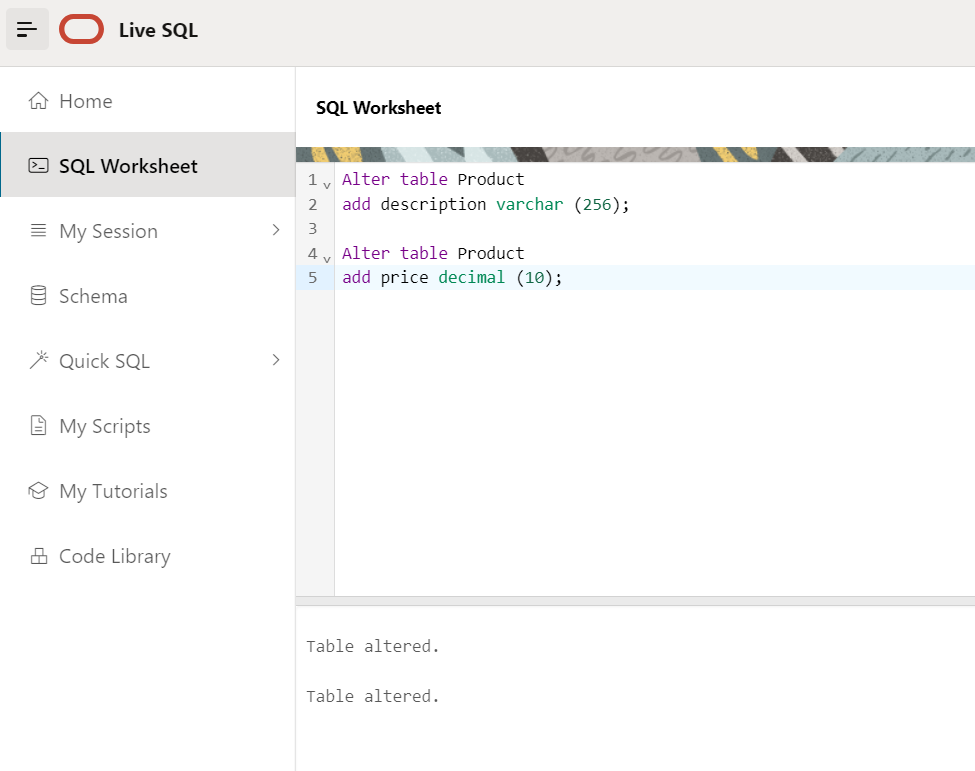 Live SQL
Home
SQL Worksheet
My Session
Schema
Quick SQL
My Scripts
My Tutorials
Code Library
SQL Worksheet
1 Alter table Product
2 add description varchar (256);
3
4 Alter table Product
5 add price decimal (10);
Table altered.
Table altered.